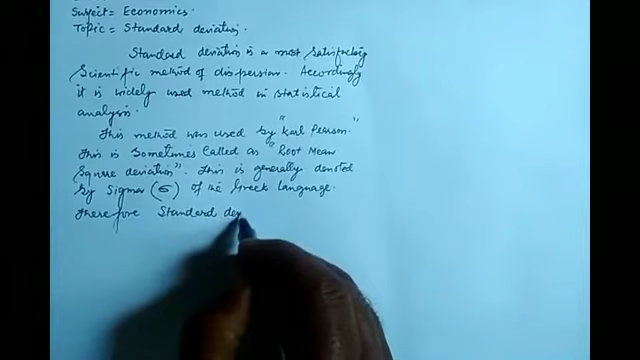 Subject = Economics.
Topic = Standard deviation.
Standard deviation is a most satisfactory
Scientific method of dispersion. Accordingly
it is widely used method in statistical
analysis.
This method was used by "Karl Pearson."
This is Sometimes Called as "Root Mean
Square deviation". This is generally denoted
by Sigma (σ) of the Greek language.
Therefore Standard dev